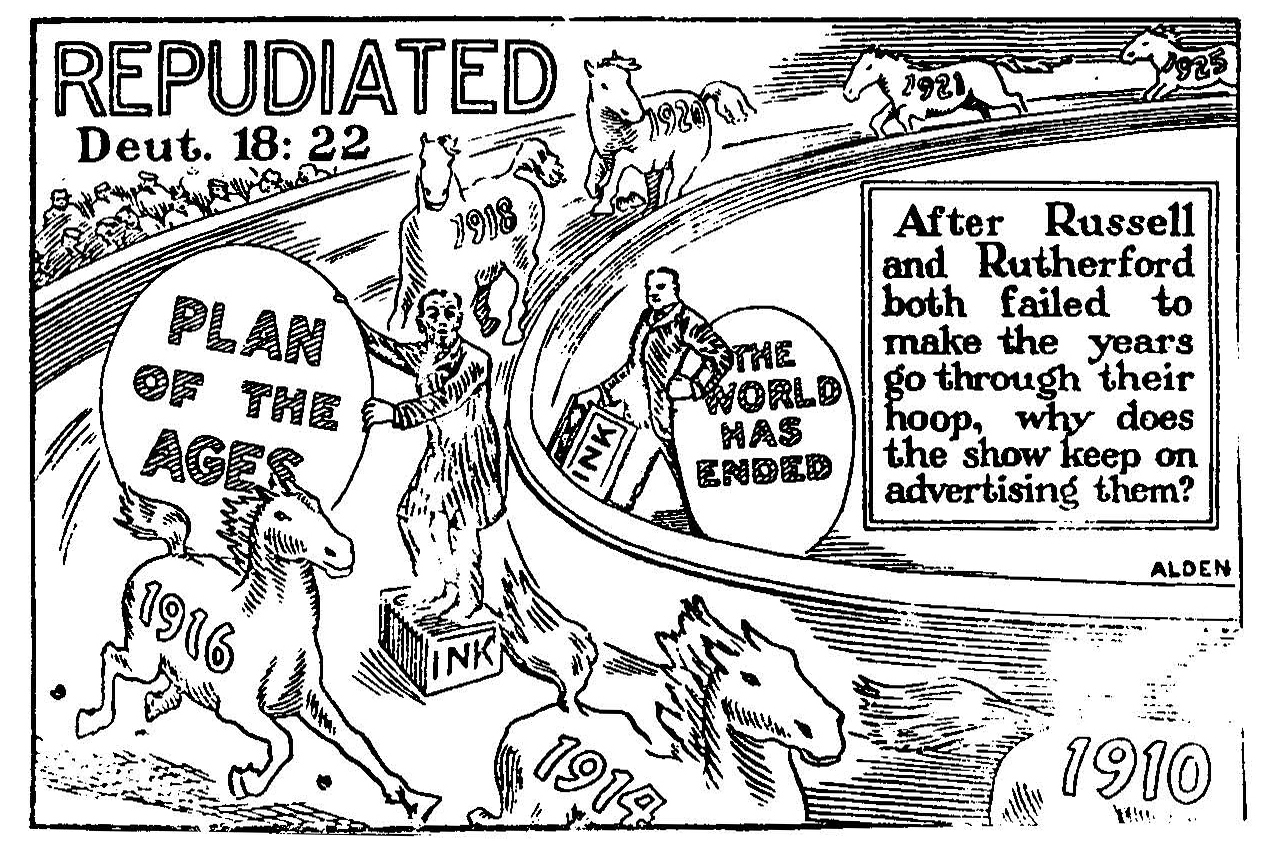 REPUDIATED
Deut. 18: 22
1918
1920
1921
1925
PLAN
OF THE
AGES
THE
WORLD
HAS
ENDED
INK
After Russell
and Rutherford
both failed to
make the years
go through their
hoop, why does
the show keep on
advertising them?
ALDEN
1916
INK
1914
1910